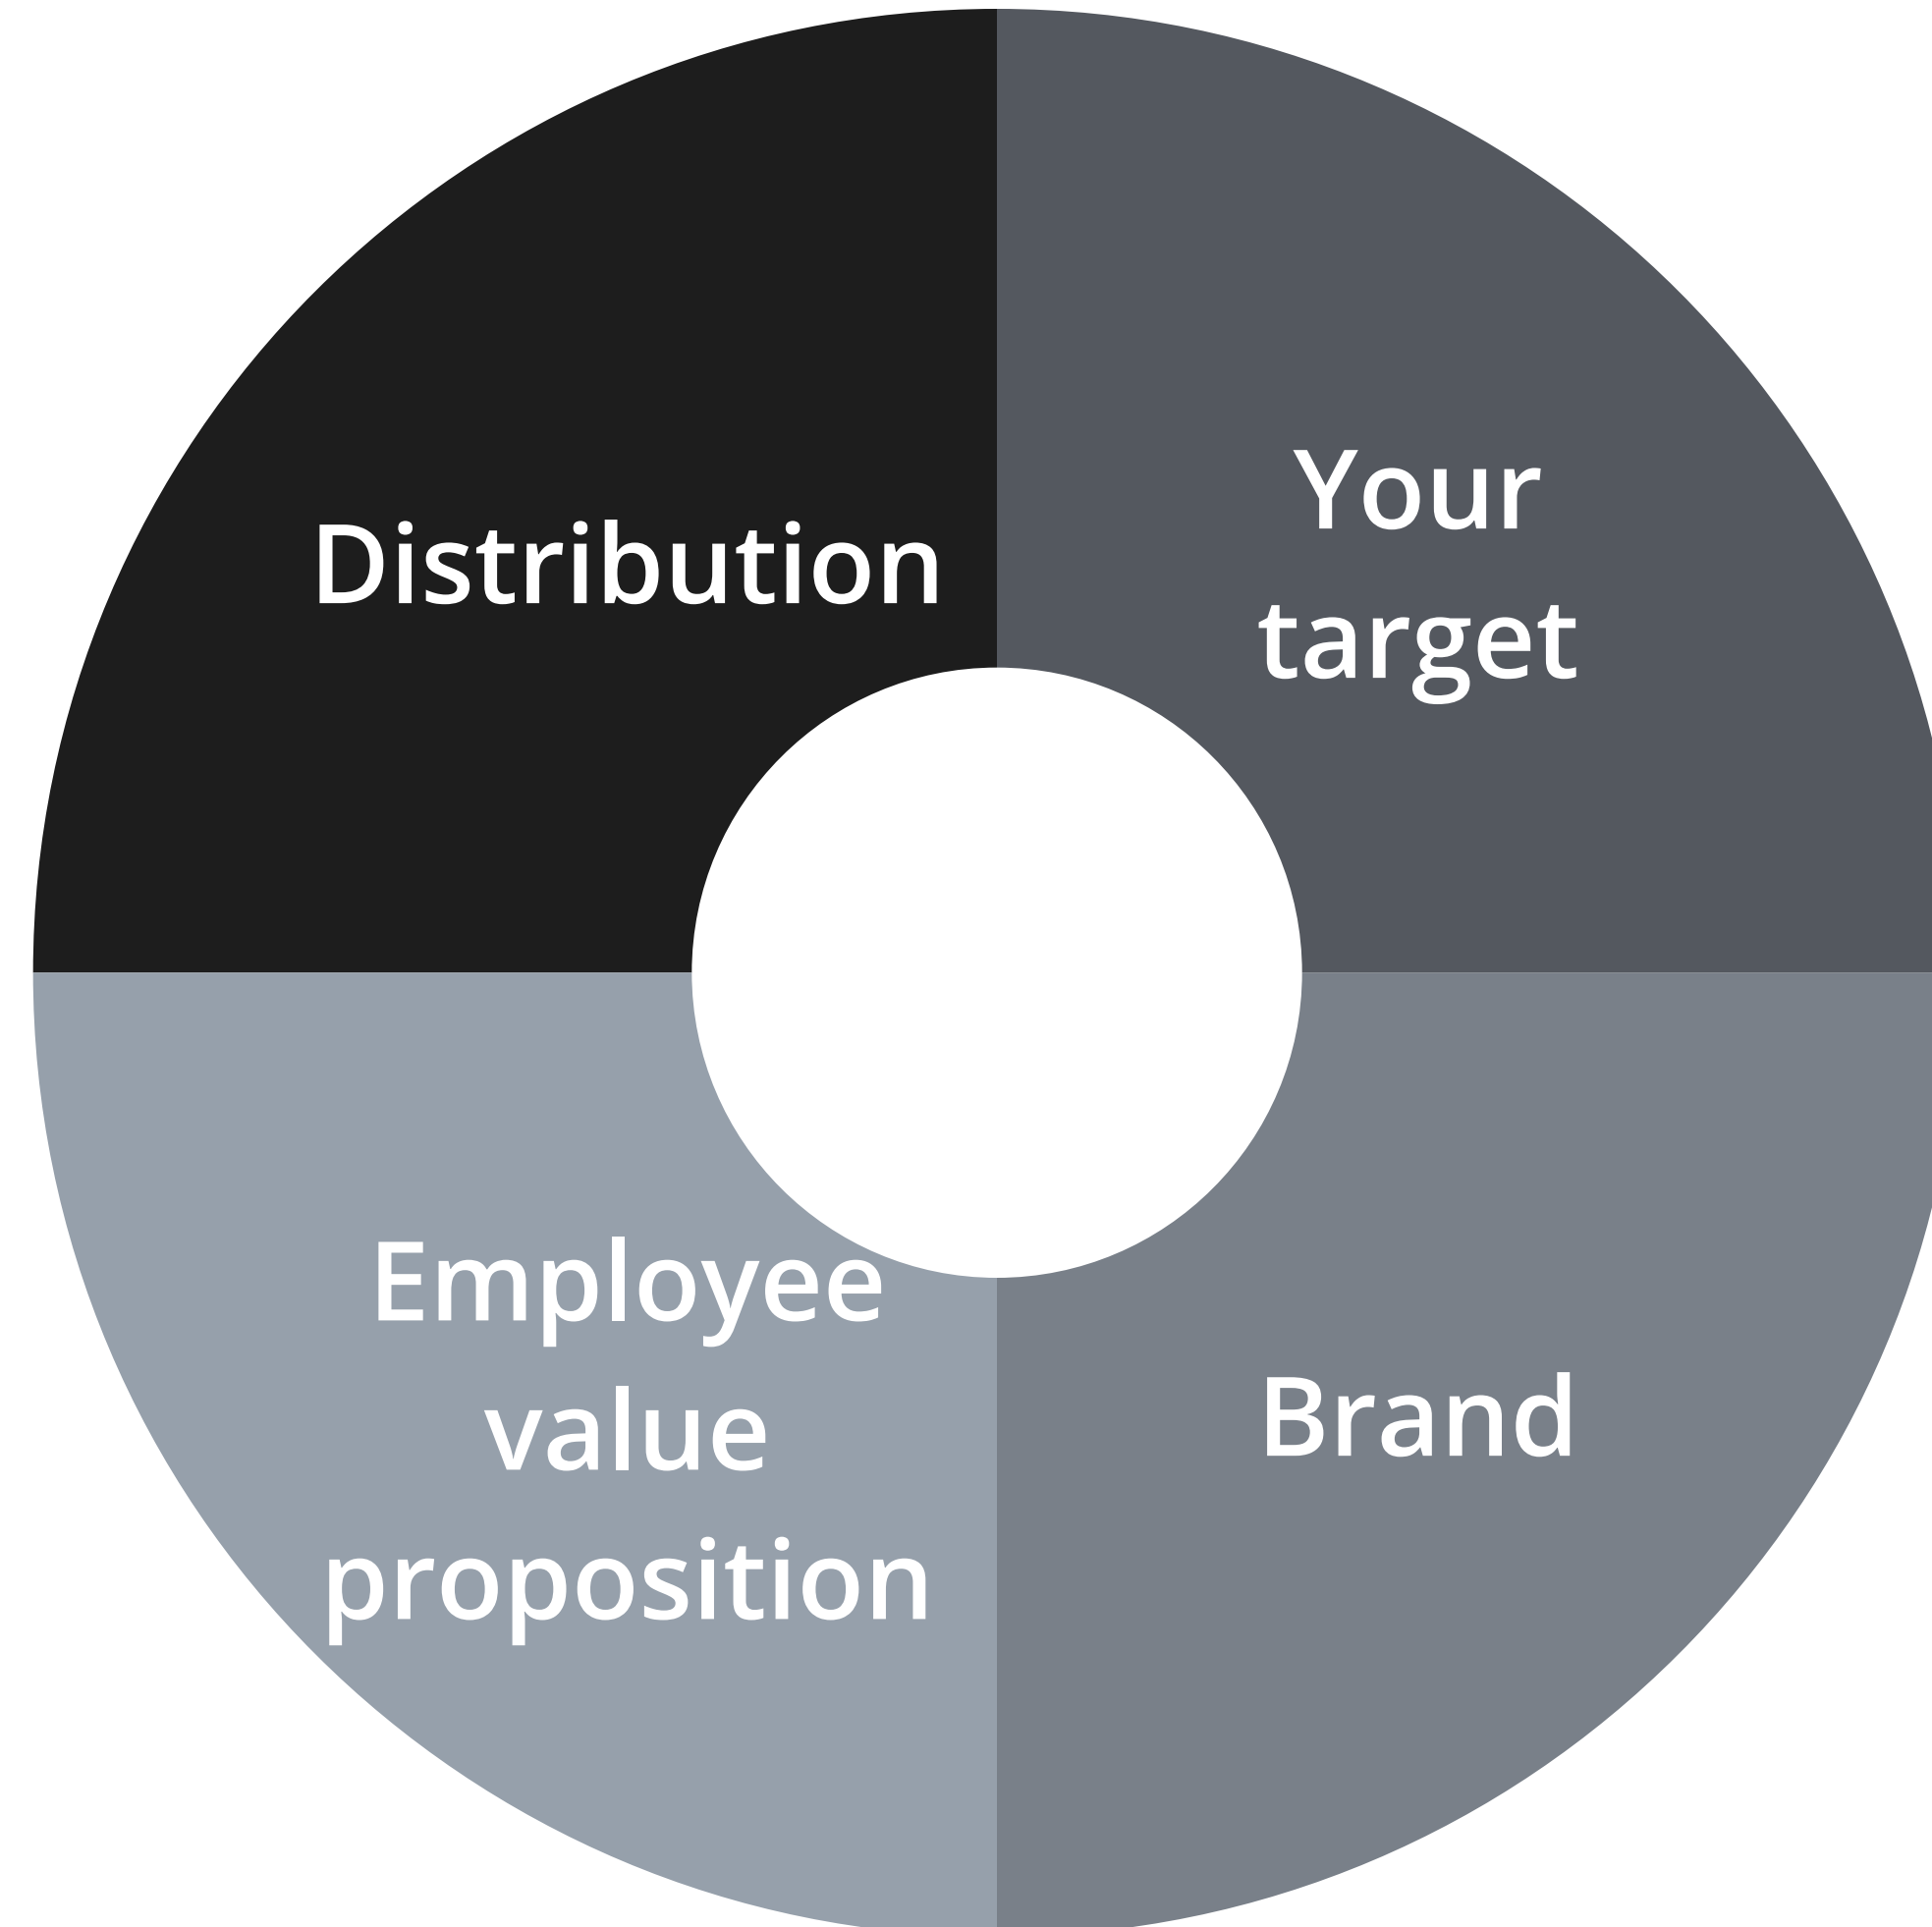 Distribution
Your
target
Employee
value
proposition
Brand